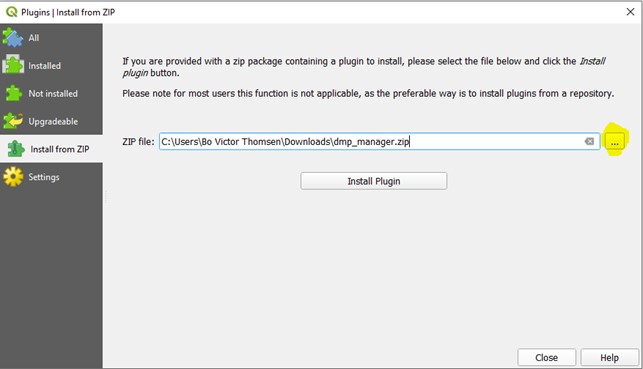 Plugins | Install from ZIP
All
Installed
Not installed
Upgradeable
Install from ZIP
Settings
If you are provided with a zip package containing a plugin to install, please select the file below and click the Install
plugin button.
Please note for most users this function is not applicable, as the preferable way is to install plugins from a repository.
ZIP file: C:\Users\Bo Victor Thomsen\Downloads\dmp_manager.zip ...
Install Plugin
Close Help